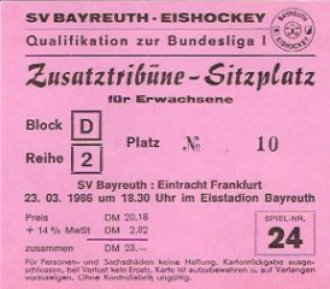 SV BAYREUTH - EISHOCKEY
BAYREUTH
EISHOCKEY
Qualifikation zur Bundesliga I
Zusatztribüne - Sitzplatz
für Erwachsene
Block D
Platz № 10
Reihe 2
SV Bayreuth : Eintracht Frankfurt
23. 03. 1986 um 18.30 Uhr im Eisstadion Bayreuth
Preis DM 20.18
+ 14 % MwSt DM 2.82
zusammen DM 23.—
SPIEL-NR.
24
Für Personen- und Sachschäden keine Haftung. Kartenrückgabe ausge-
schlossen, bei Verlust kein Ersatz. Karte ist aufzubewahren u. auf Verlangen
vorzuzeigen. Ohne Kontrollabriß ungültig.